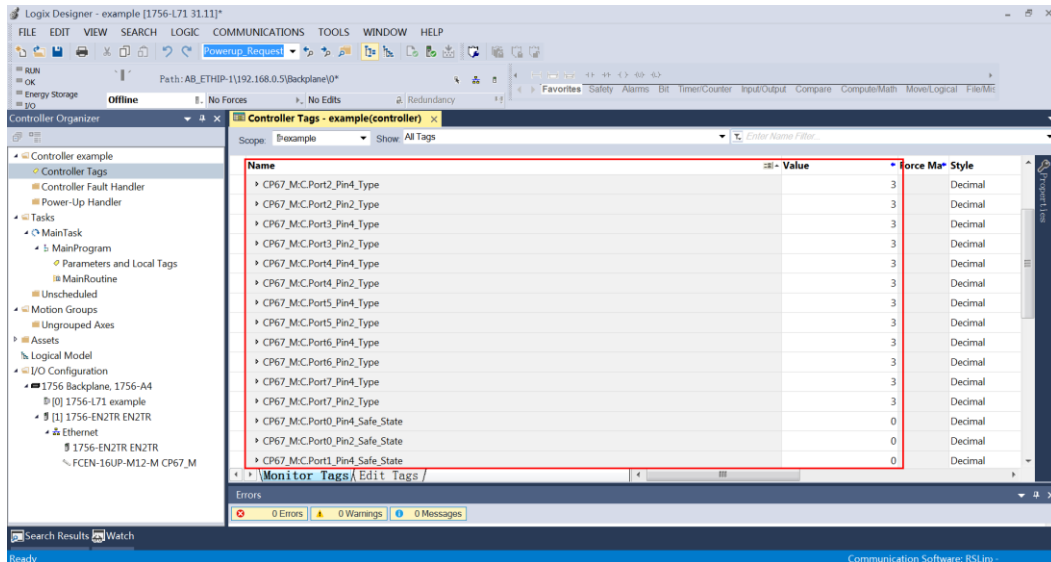 Logix Designer - example [1756-L71 31.11]*
FILE EDIT VIEW SEARCH LOGIC COMMUNICATIONS TOOLS WINDOW HELP
Powerup_Request
RUN
OK
Energy Storage
I/O
Path: AB_ETHIP-1\192.168.0.5\Backplane\0*
Offline
No Forces
No Edits
Redundancy
Favorites Safety Alarms Bit Timer/Counter Input/Output Compare Compute/Math Move/Logical
Controller Organizer
Controller example
Controller Tags
Controller Fault Handler
Power-Up Handler
Tasks
MainTask
MainProgram
Parameters and Local Tags
MainRoutine
Unscheduled
Motion Groups
Ungrouped Axes
Assets
Logical Model
I/O Configuration
1756 Backplane, 1756-A4
[0] 1756-L71 example
[1] 1756-EN2TR EN2TR
Ethernet
1756-EN2TR EN2TR
FCEN-16UP-M12-M CP67_M
Controller Tags - example(controller)
Scope: example Show: All Tags Enter Name Filter...
Name Value Force Ma Style
CP67_M:C.Port2_Pin4_Type 3 Decimal
CP67_M:C.Port2_Pin2_Type 3 Decimal
CP67_M:C.Port3_Pin4_Type 3 Decimal
CP67_M:C.Port3_Pin2_Type 3 Decimal
CP67_M:C.Port4_Pin4_Type 3 Decimal
CP67_M:C.Port4_Pin2_Type 3 Decimal
CP67_M:C.Port5_Pin4_Type 3 Decimal
CP67_M:C.Port5_Pin2_Type 3 Decimal
CP67_M:C.Port6_Pin4_Type 3 Decimal
CP67_M:C.Port6_Pin2_Type 3 Decimal
CP67_M:C.Port7_Pin4_Type 3 Decimal
CP67_M:C.Port7_Pin2_Type 3 Decimal
CP67_M:C.Port0_Pin4_Safe_State 0 Decimal
CP67_M:C.Port0_Pin2_Safe_State 0 Decimal
CP67_M:C.Port1_Pin4_Safe_State 0 Decimal
Monitor Tags Edit Tags
Properties
Errors
0 Errors 0 Warnings 0 Messages
Search Results Watch
Ready
Communication Software: RSLinx